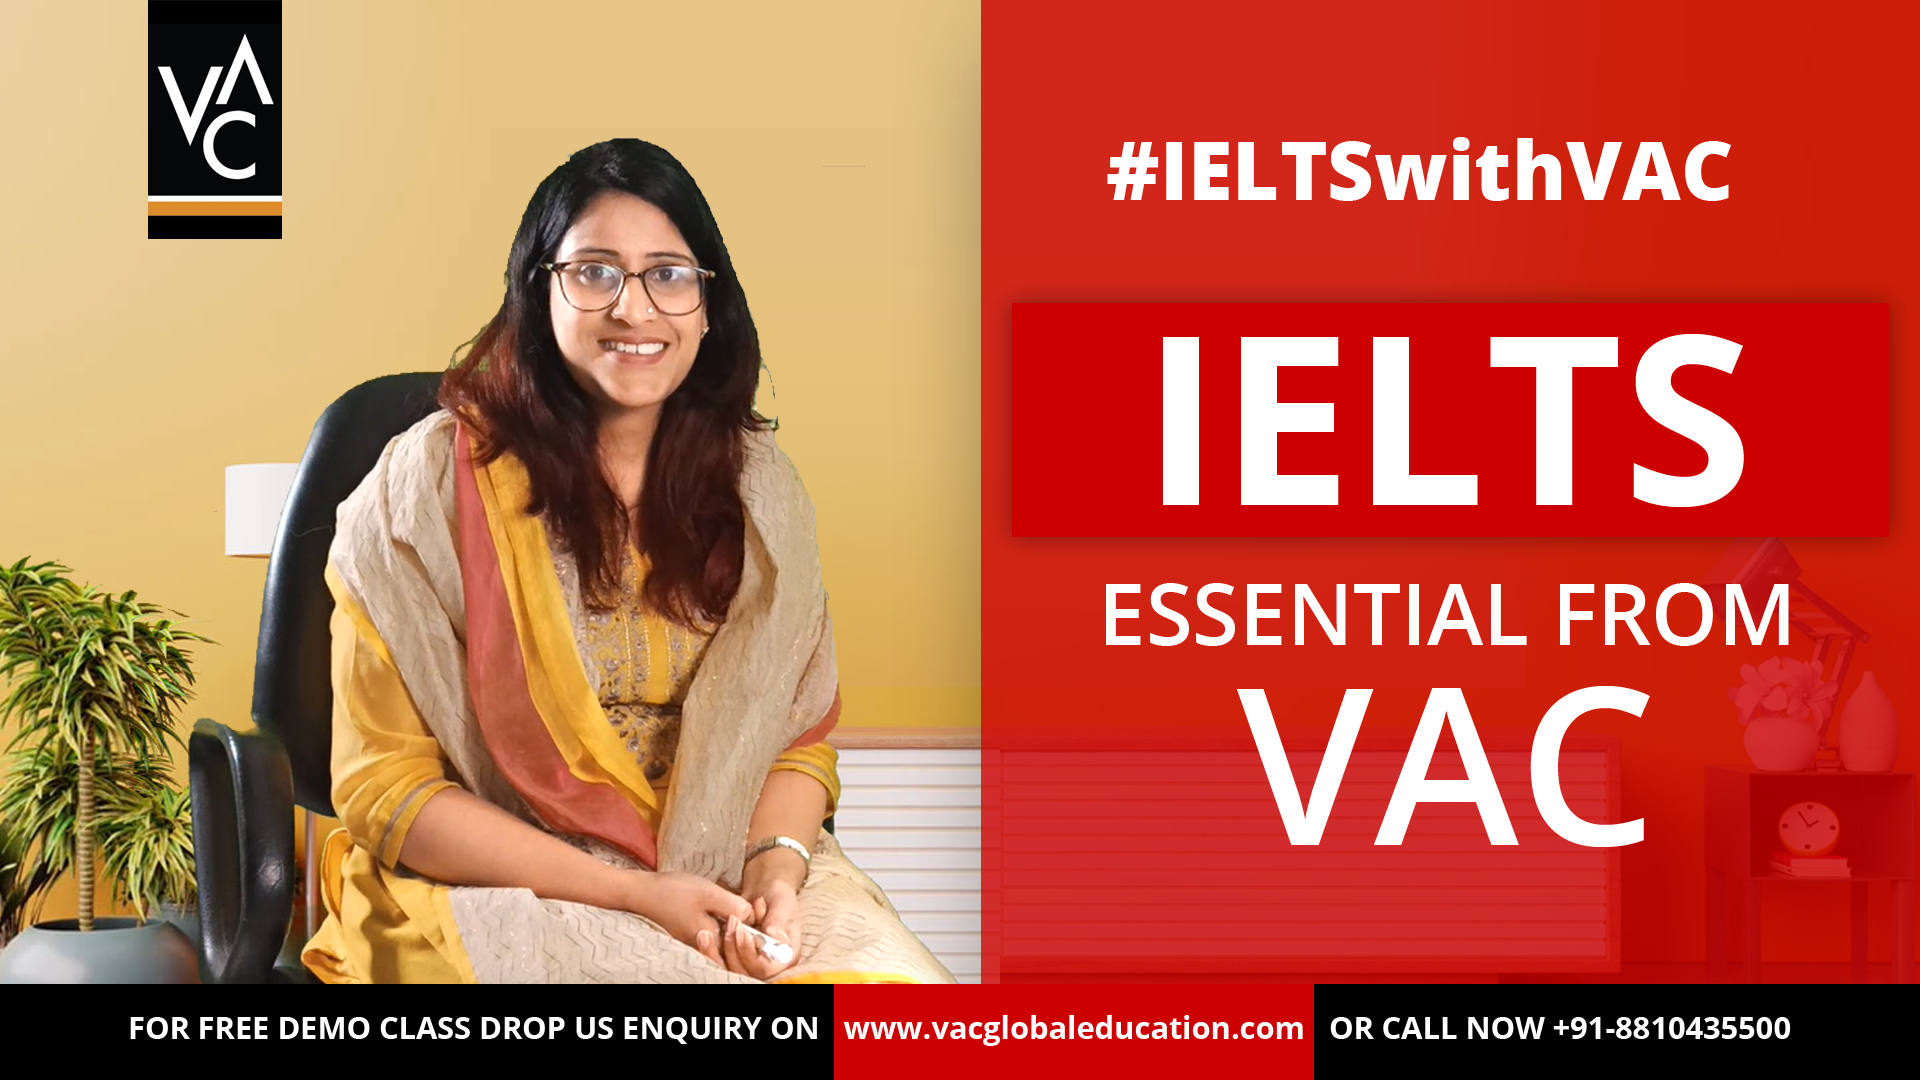 VAC
#IELTSwithVAC
IELTS
ESSENTIAL FROM
VAC
FOR FREE DEMO CLASS DROP US ENQUIRY ON www.vacglobaleducation.com OR CALL NOW +91-8810435500